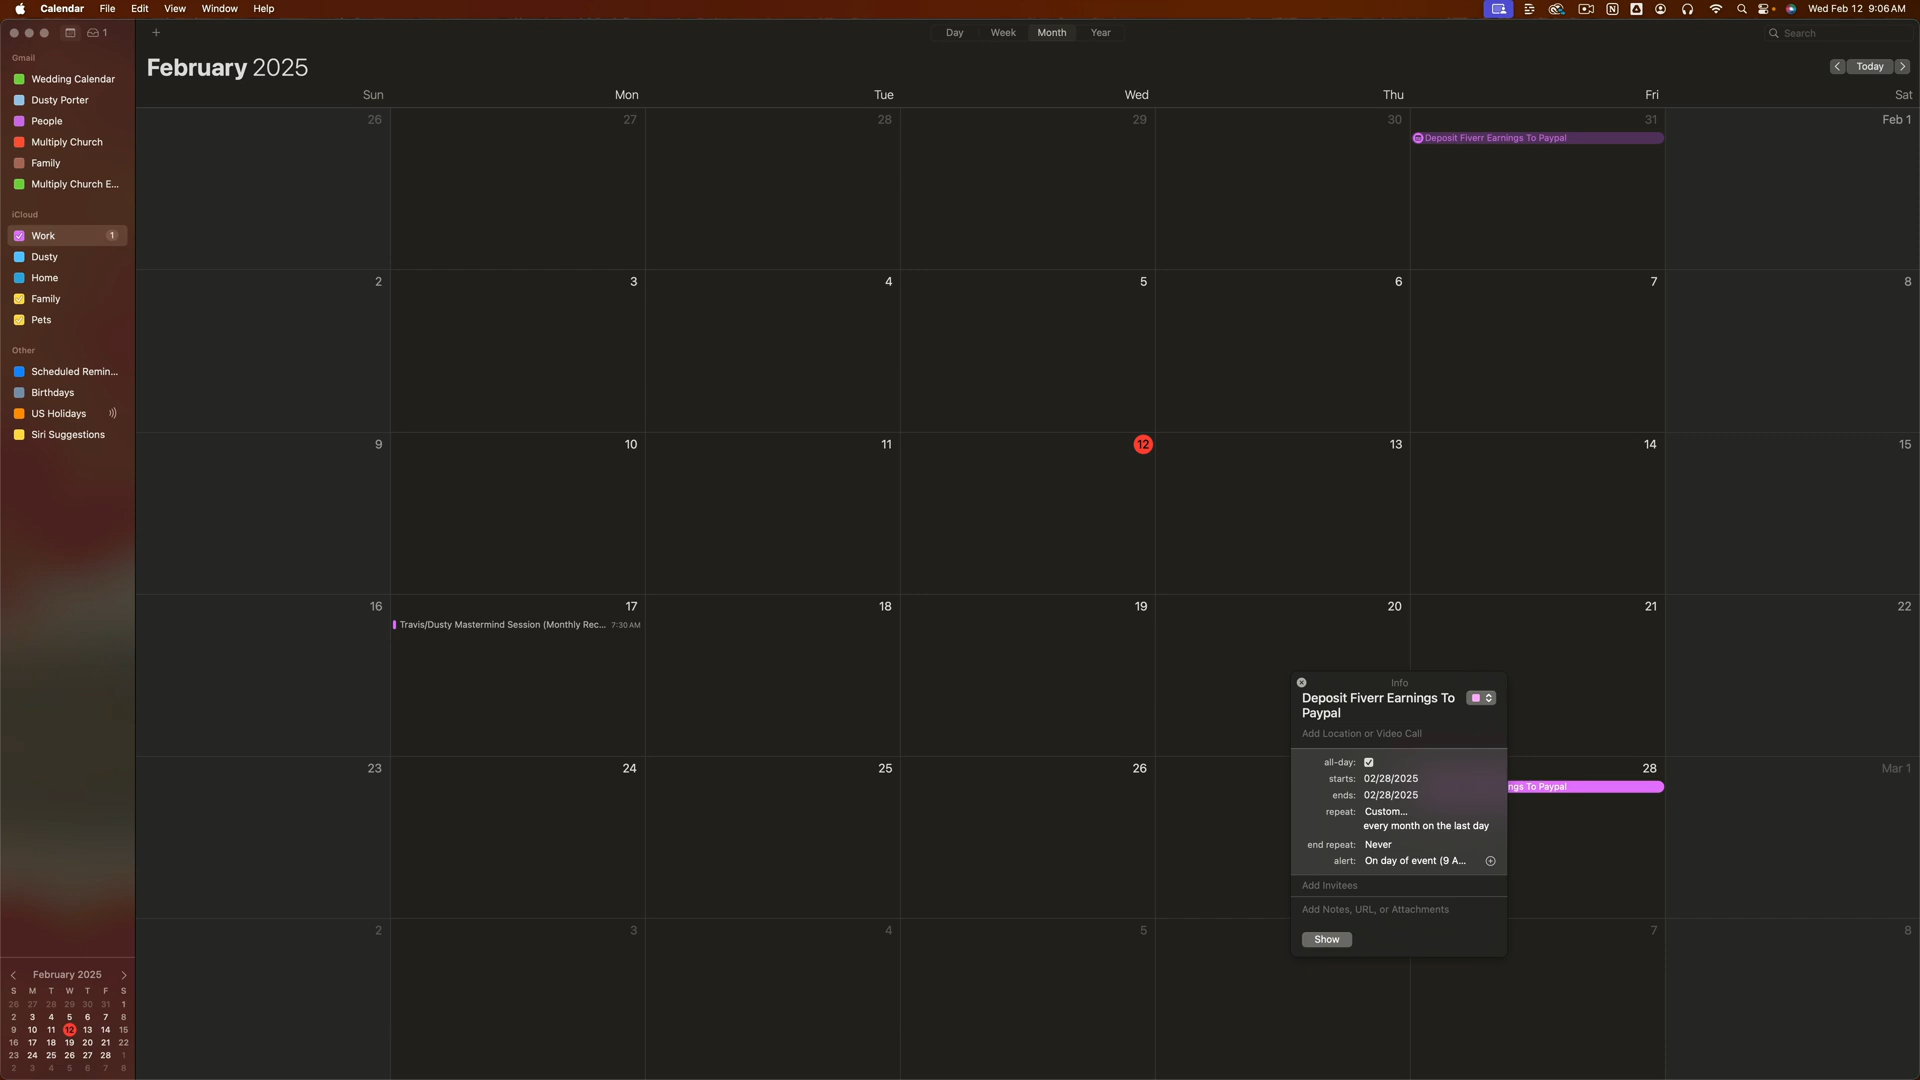 Calendar File Edit View Window Help
Wed Feb 12 9:06 AM
1
Day Week Month Year
Search
Gmail
Wedding Calendar
Dusty Porter
People
Multiply Church
Family
Multiply Church E...
iCloud
Work 1
Dusty
Home
Family
Pets
Other
Scheduled Remin...
Birthdays
US Holidays
Siri Suggestions
February 2025
Today
Sun Mon Tue Wed Thu Fri Sat
26 27 28 29 30 31 Feb 1
Deposit Fiverr Earnings To Paypal
2 3 4 5 6 7 8
9 10 11 12 13 14 15
16 17 18 19 20 21 22
Travis/Dusty Mastermind Session (Monthly Rec... 7:30 AM
23 24 25 26 28 Mar 1
ngs To Paypal
2 3 4 5 7 8
Info
Deposit Fiverr Earnings To
Paypal
Add Location or Video Call
all-day:
starts: 02/28/2025
ends: 02/28/2025
repeat: Custom...
every month on the last day
end repeat: Never
alert: On day of event (9 A...
Add Invitees
Add Notes, URL, or Attachments
Show
February 2025
S M T W T F S
26 27 28 29 30 31 1
2 3 4 5 6 7 8
9 10 11 12 13 14 15
16 17 18 19 20 21 22
23 24 25 26 27 28 1
2 3 4 5 6 7 8